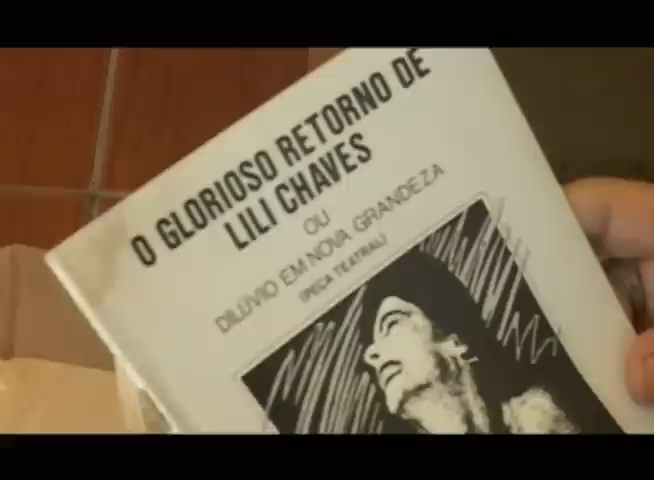 O GLORIOSO RETORNO DE
LILI CHAVES
OU
DILÚVIO EM NOVA GRANDEZA
(PEÇA TEATRAL)